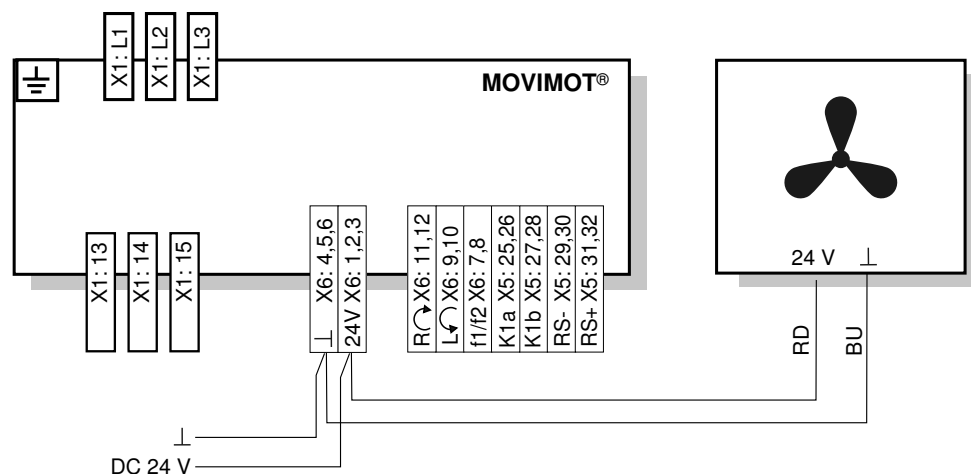 X1: L1
X1: L2
X1: L3
MOVIMOT®
X1: 13
X1: 14
X1: 15
⊥ X6: 4,5,6
24V X6: 1,2,3
R X6: 11,12
L X6: 9,10
f1/f2 X6: 7,8
K1a X5: 25,26
K1b X5: 27,28
RS- X5: 29,30
RS+ X5: 31,32
24 V ⊥
RD
BU
⊥
DC 24 V